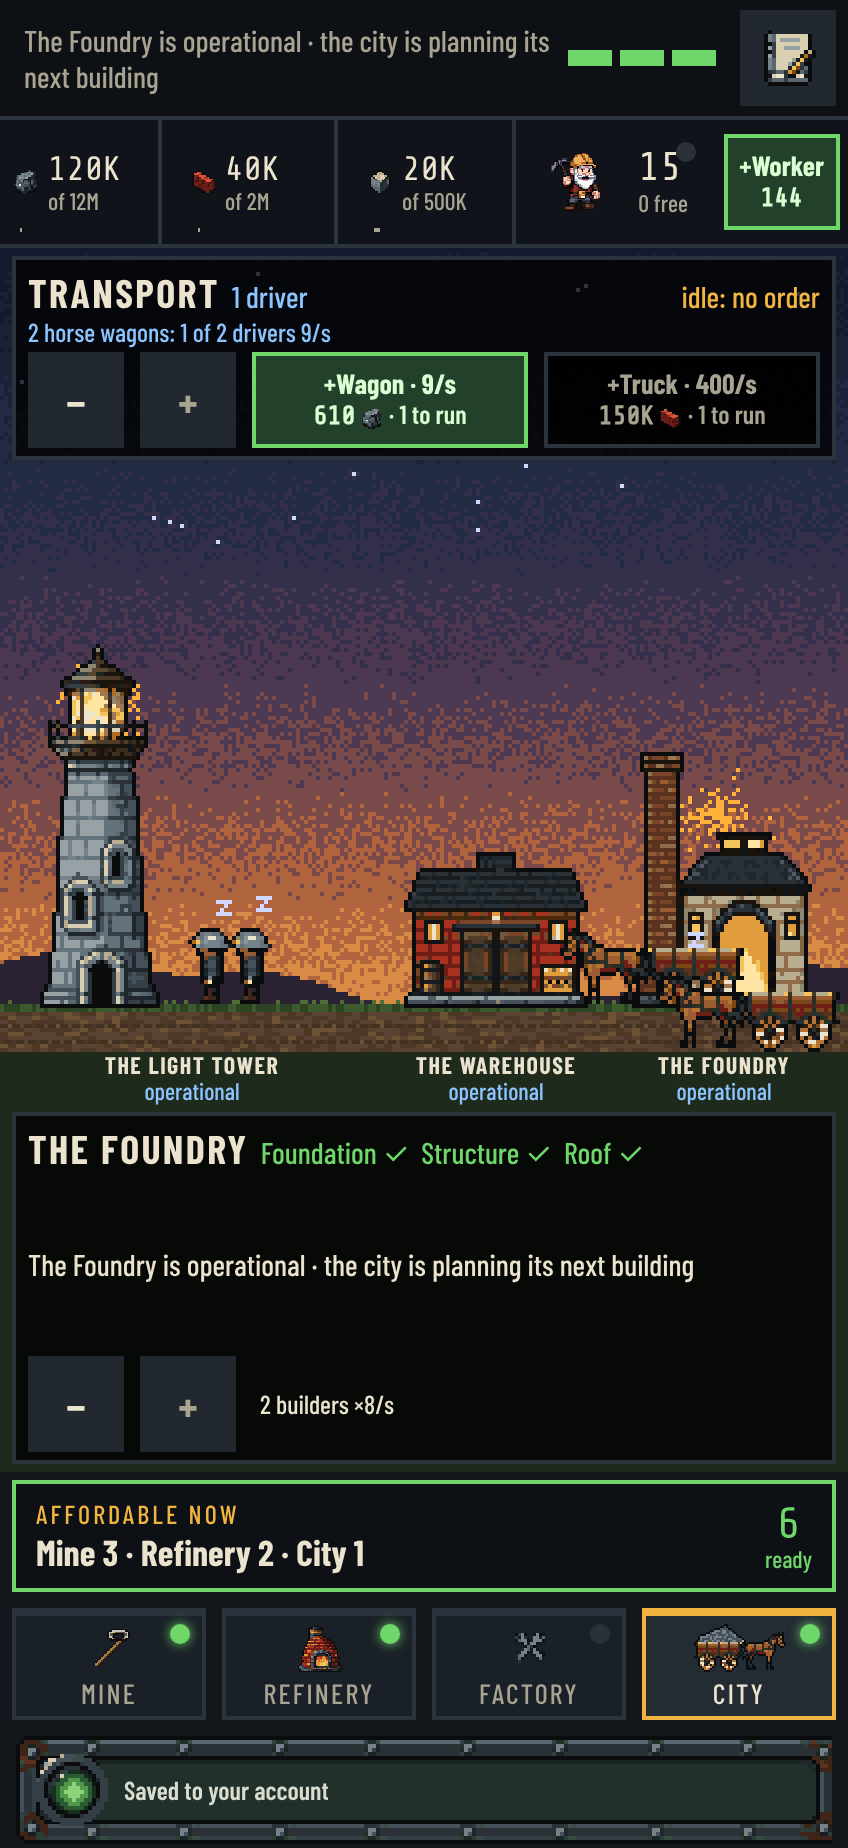 The Foundry is operational · the city is planning its
next building
120K
of 12M
40K
of 2M
20K
of 500K
15
0 free
+Worker
144
TRANSPORT 1 driver
idle: no order
2 horse wagons: 1 of 2 drivers 9/s
− +
+Wagon · 9/s
610 · 1 to run
+Truck · 400/s
150K · 1 to run
z z
z
THE LIGHT TOWER
operational
THE WAREHOUSE
operational
THE FOUNDRY
operational
THE FOUNDRY Foundation ✓ Structure ✓ Roof ✓
The Foundry is operational · the city is planning its next building
− + 2 builders ×8/s
AFFORDABLE NOW
Mine 3 · Refinery 2 · City 1
6
ready
MINE
REFINERY
FACTORY
CITY
Saved to your account